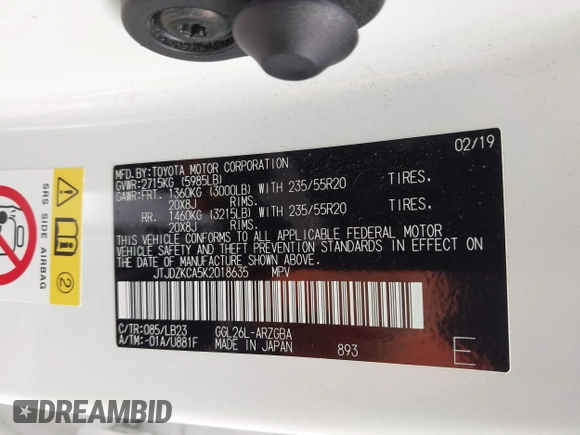 02/19
MFD. BY:TOYOTA MOTOR CORPORATION
GVWR:2715KG (5985LB)
GAWR:FRT. 1360KG (3000LB) WITH 235/55R20 TIRES,
20X8J RIMS.
RR. 1460KG (3215LB) WITH 235/55R20 TIRES,
20X8J RIMS.
THIS VEHICLE CONFORMS TO ALL APPLICABLE FEDERAL MOTOR
VEHICLE SAFETY AND THEFT PREVENTION STANDARDS IN EFFECT ON
THE DATE OF MANUFACTURE SHOWN ABOVE.
JTJDZKCA5K2018635 MPV
C/TR:085/LB23 GGL26L-ARZGBA
A/TM:-01A/U881F MADE IN JAPAN 893 E
SRS SIDE AIRBAG
2
DREAMBID